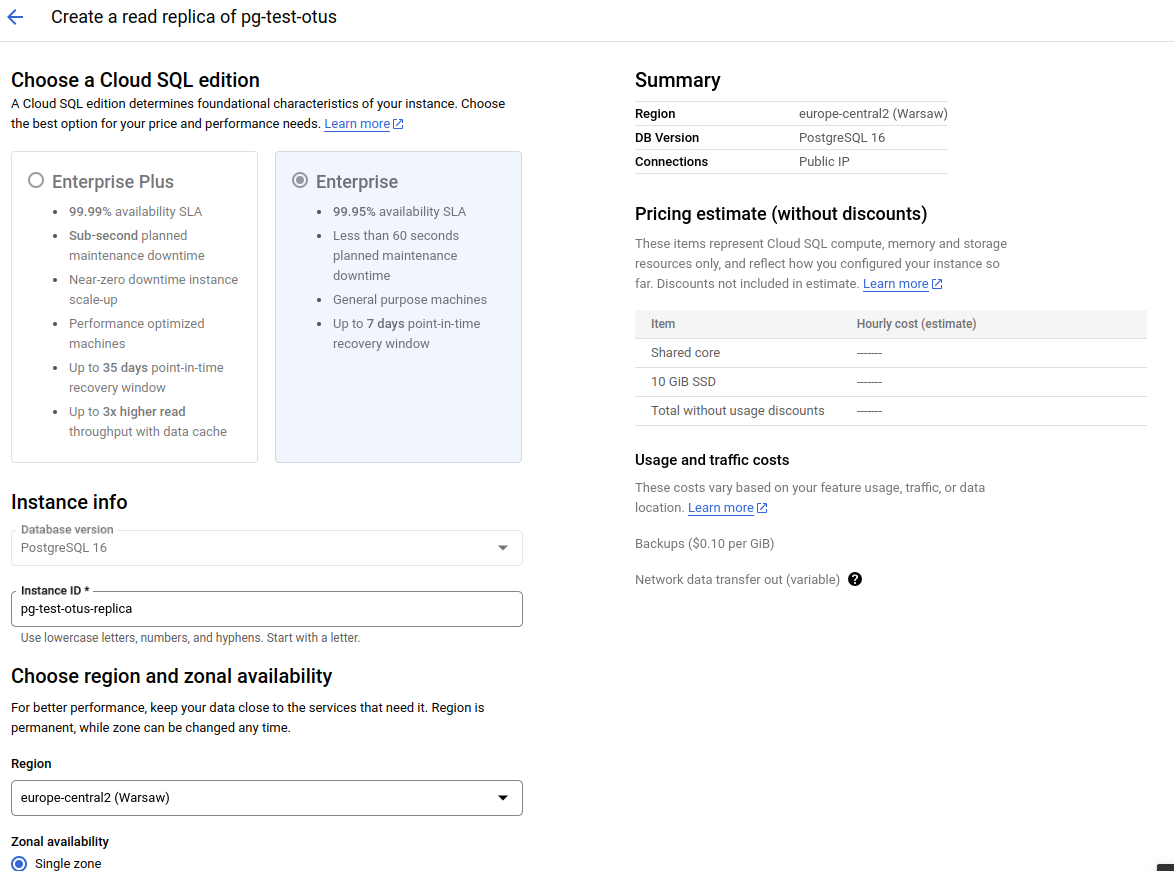 Create a read replica of pg-test-otus
Choose a Cloud SQL edition
A Cloud SQL edition determines foundational characteristics of your instance. Choose
the best option for your price and performance needs. Learn more
Enterprise Plus
99.99% availability SLA
Sub-second planned
maintenance downtime
Near-zero downtime instance
scale-up
Performance optimized
machines
Up to 35 days point-in-time
recovery window
Up to 3x higher read
throughput with data cache
Enterprise
99.95% availability SLA
Less than 60 seconds
planned maintenance
downtime
General purpose machines
Up to 7 days point-in-time
recovery window
Instance info
Database version
PostgreSQL 16
Instance ID *
pg-test-otus-replica
Use lowercase letters, numbers, and hyphens. Start with a letter.
Choose region and zonal availability
For better performance, keep your data close to the services that need it. Region is
permanent, while zone can be changed any time.
Region
europe-central2 (Warsaw)
Zonal availability
Single zone
Summary
Region europe-central2 (Warsaw)
DB Version PostgreSQL 16
Connections Public IP
Pricing estimate (without discounts)
These items represent Cloud SQL compute, memory and storage
resources only, and reflect how you configured your instance so
far. Discounts not included in estimate. Learn more
Item Hourly cost (estimate)
Shared core -------
10 GiB SSD -------
Total without usage discounts -------
Usage and traffic costs
These costs vary based on your feature usage, traffic, or data
location. Learn more
Backups ($0.10 per GiB)
Network data transfer out (variable) ?